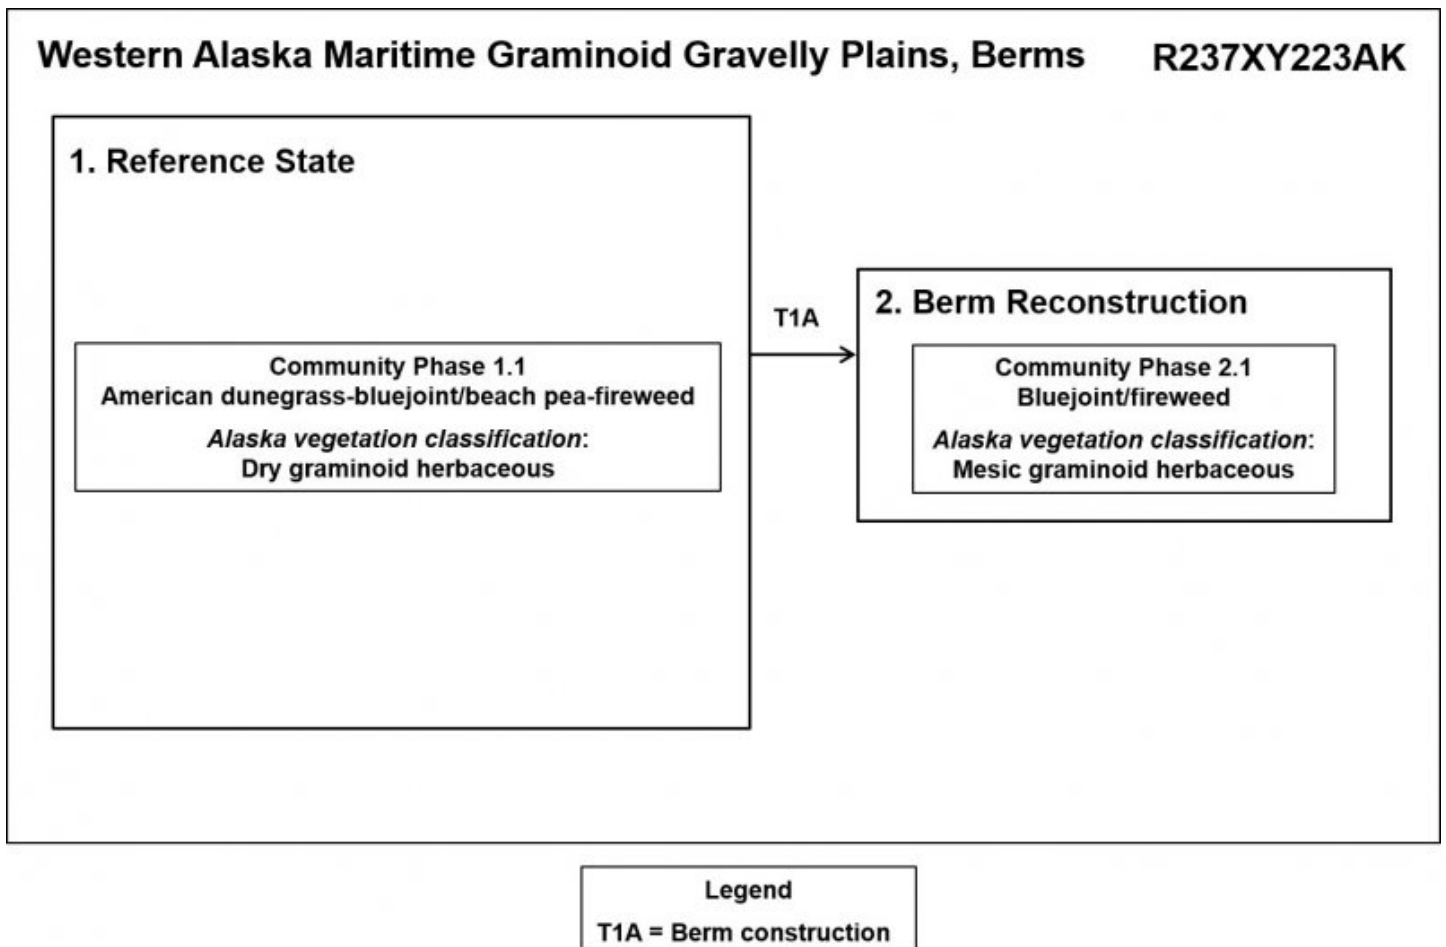 Western Alaska Maritime Graminoid Gravelly Plains, Berms R237XY223AK
1. Reference State
Community Phase 1.1
American dunegrass-bluejoint/beach pea-fireweed
Alaska vegetation classification:
Dry graminoid herbaceous
T1A
2. Berm Reconstruction
Community Phase 2.1
Bluejoint/fireweed
Alaska vegetation classification:
Mesic graminoid herbaceous
Legend
T1A = Berm construction